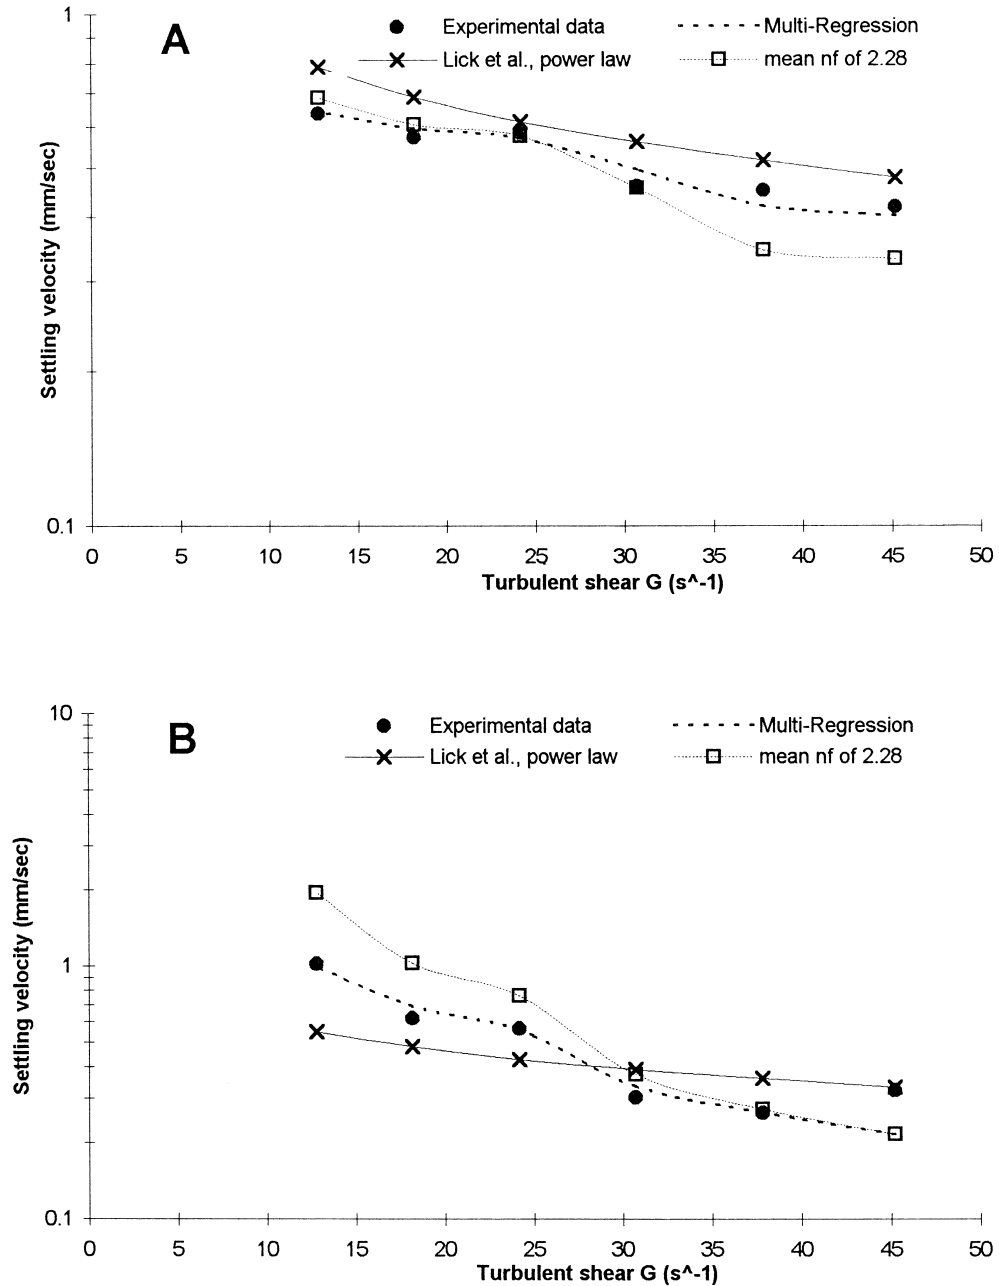 A
Experimental data
Multi-Regression
Lick et al., power law
mean nf of 2.28
1
0.1
Settling velocity (mm/sec)
0 5 10 15 20 25 30 35 40 45 50
Turbulent shear G (s^-1)
B
Experimental data
Multi-Regression
Lick et al., power law
mean nf of 2.28
10
1
0.1
Settling velocity (mm/sec)
0 5 10 15 20 25 30 35 40 45 50
Turbulent shear G (s^-1)